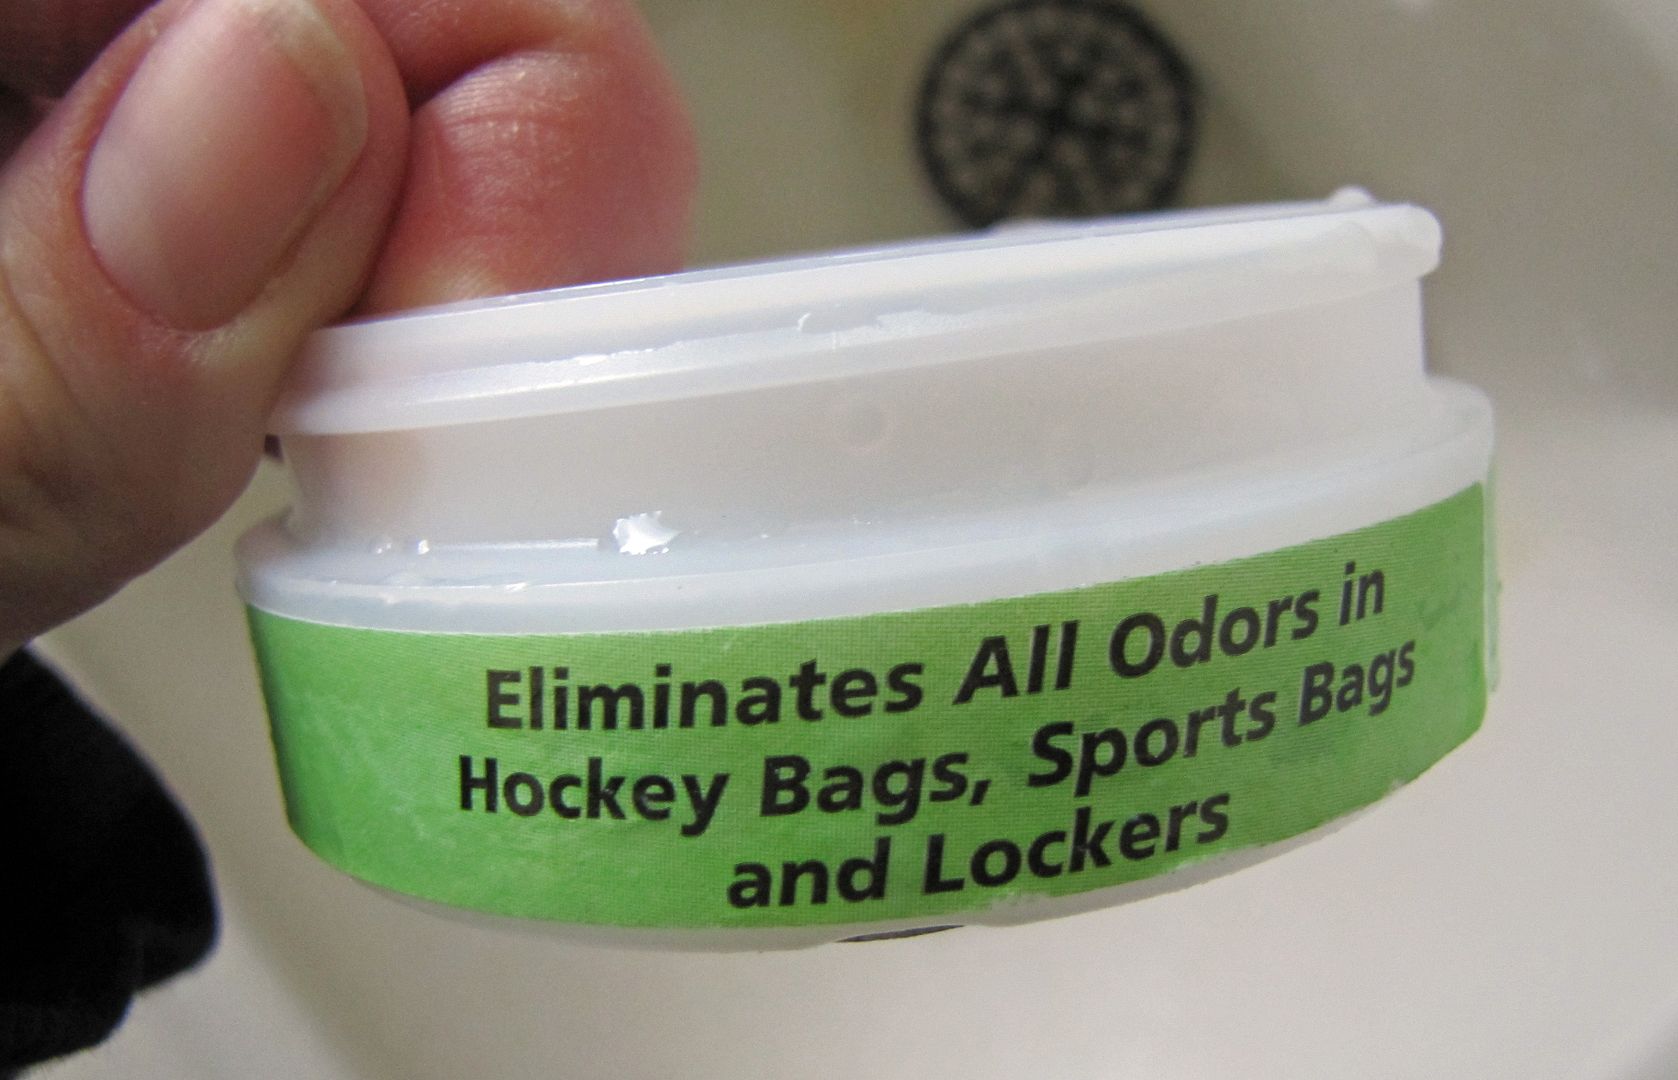 Eliminates All Odors in
Hockey Bags, Sports Bags
and Lockers